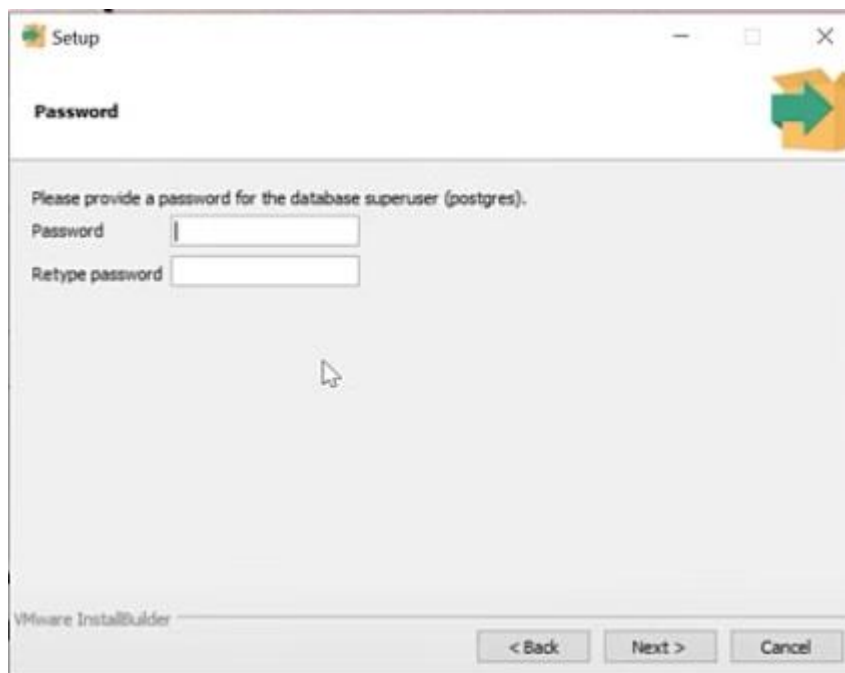 Setup
Password
Please provide a password for the database superuser (postgres).
Password
Retype password
VMware InstallBuilder
< Back
Next >
Cancel